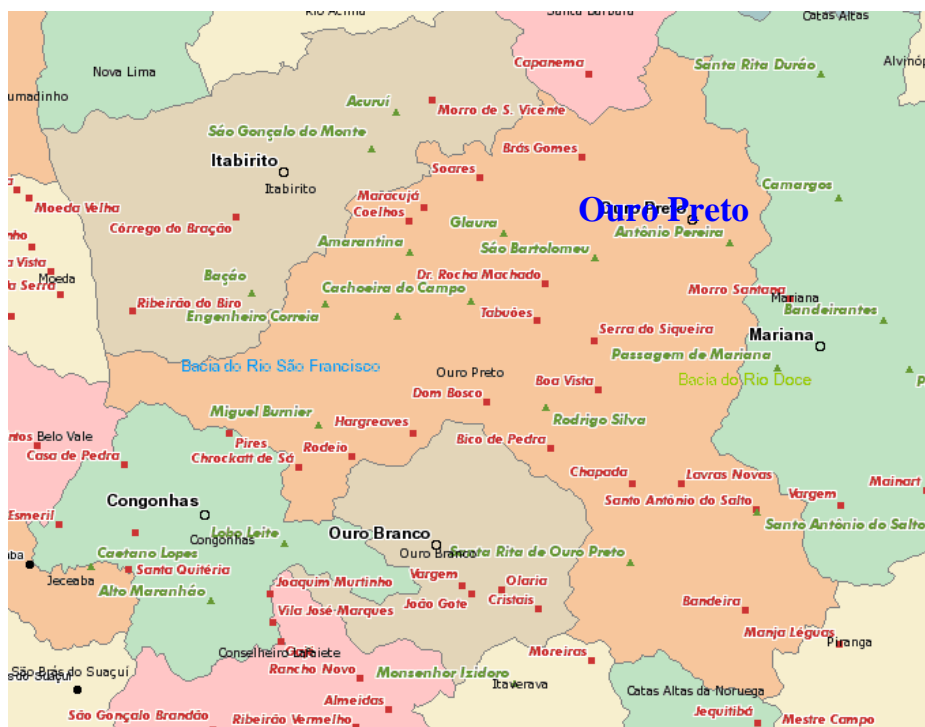 Rio Acima
Santa Bárbara
Catas Altas
Nova Lima
Capanema
Santa Rita Durão
Acuruí
Morro de S. Vicente
São Gonçalo do Monte
Brás Gomes
Itabirito
Soares
Itabirito
Camargos
Maracujá
Moeda Velha
Coelhos
Ouro Preto
Ouro Preto
Córrego do Bração
Glaura
Antônio Pereira
Amarantina
São Bartolomeu
Bação
Dr. Rocha Machado
Moeda
Cachoeira do Campo
Morro Santana
Mariana
Ribeirão do Biro
Engenheiro Correia
Tabuões
Bandeirantes
Serra do Siqueira
Mariana
Passagem de Mariana
Bacia do Rio São Francisco
Ouro Preto
Boa Vista
Bacia do Rio Doce
Dom Bosco
Miguel Burnier
Hargreaves
Rodrigo Silva
Belo Vale
Pires
Rodeio
Bico de Pedra
Casa de Pedra
Chrockatt de Sá
Chapada
Lavras Novas
Mainart
Congonhas
Santo Antônio do Salto
Vargem
Esmeril
Lobo Leite
Ouro Branco
Santo Antônio do Salto
Congonhas
Caetano Lopes
Ouro Branco
Santa Rita de Ouro Preto
Santa Quitéria
Jeceaba
Joaquim Murtinho
Vargem
Olaria
Alto Maranhão
João Gote
Cristais
Vila José Marques
Bandeira
Manja Léguas
Piranga
Conselheiro Lafaiete
Moreiras
São Brás do Suaçuí
Rancho Novo
Monsenhor Izidoro
Itaverava
Catas Altas da Noruega
Almeidas
São Gonçalo Brandão
Ribeirão Vermelho
Jequitibá
Mestre Campo